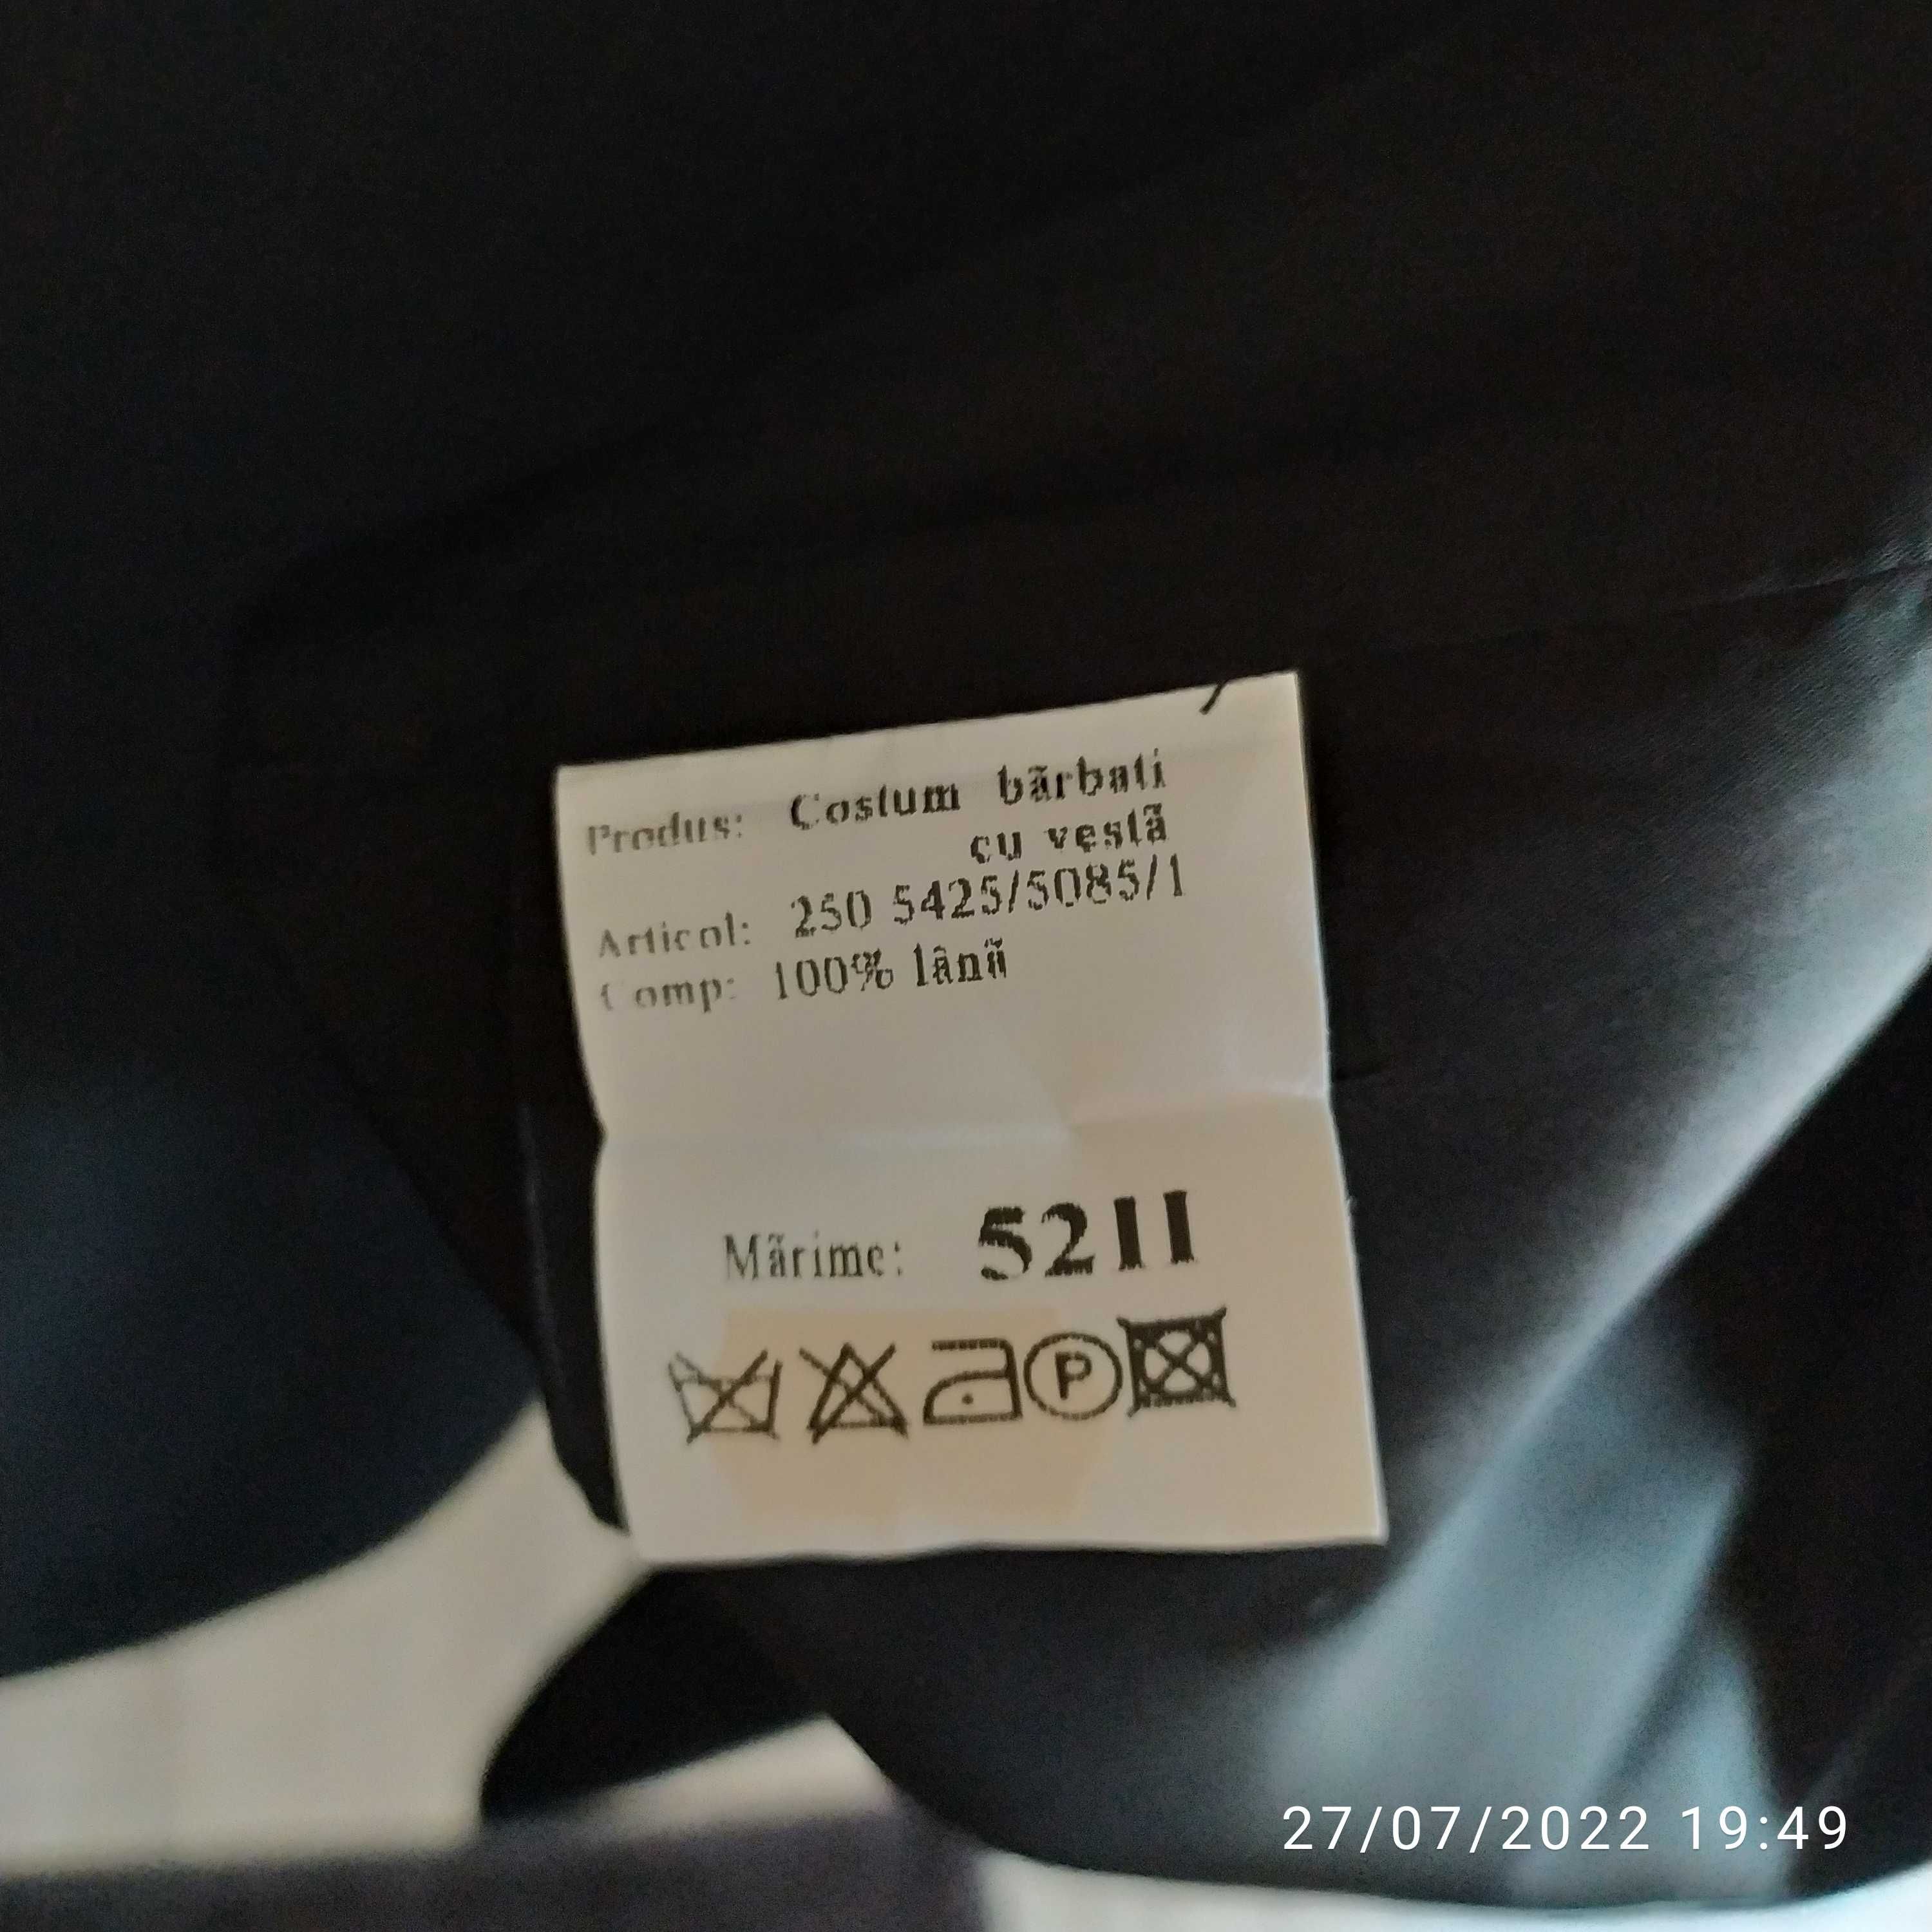 Produs: Costum bărbati
cu vestă
Articol: 250 5425/5085/1
Comp: 100% lână
Mărime: 52II
P
27/07/2022 19:49